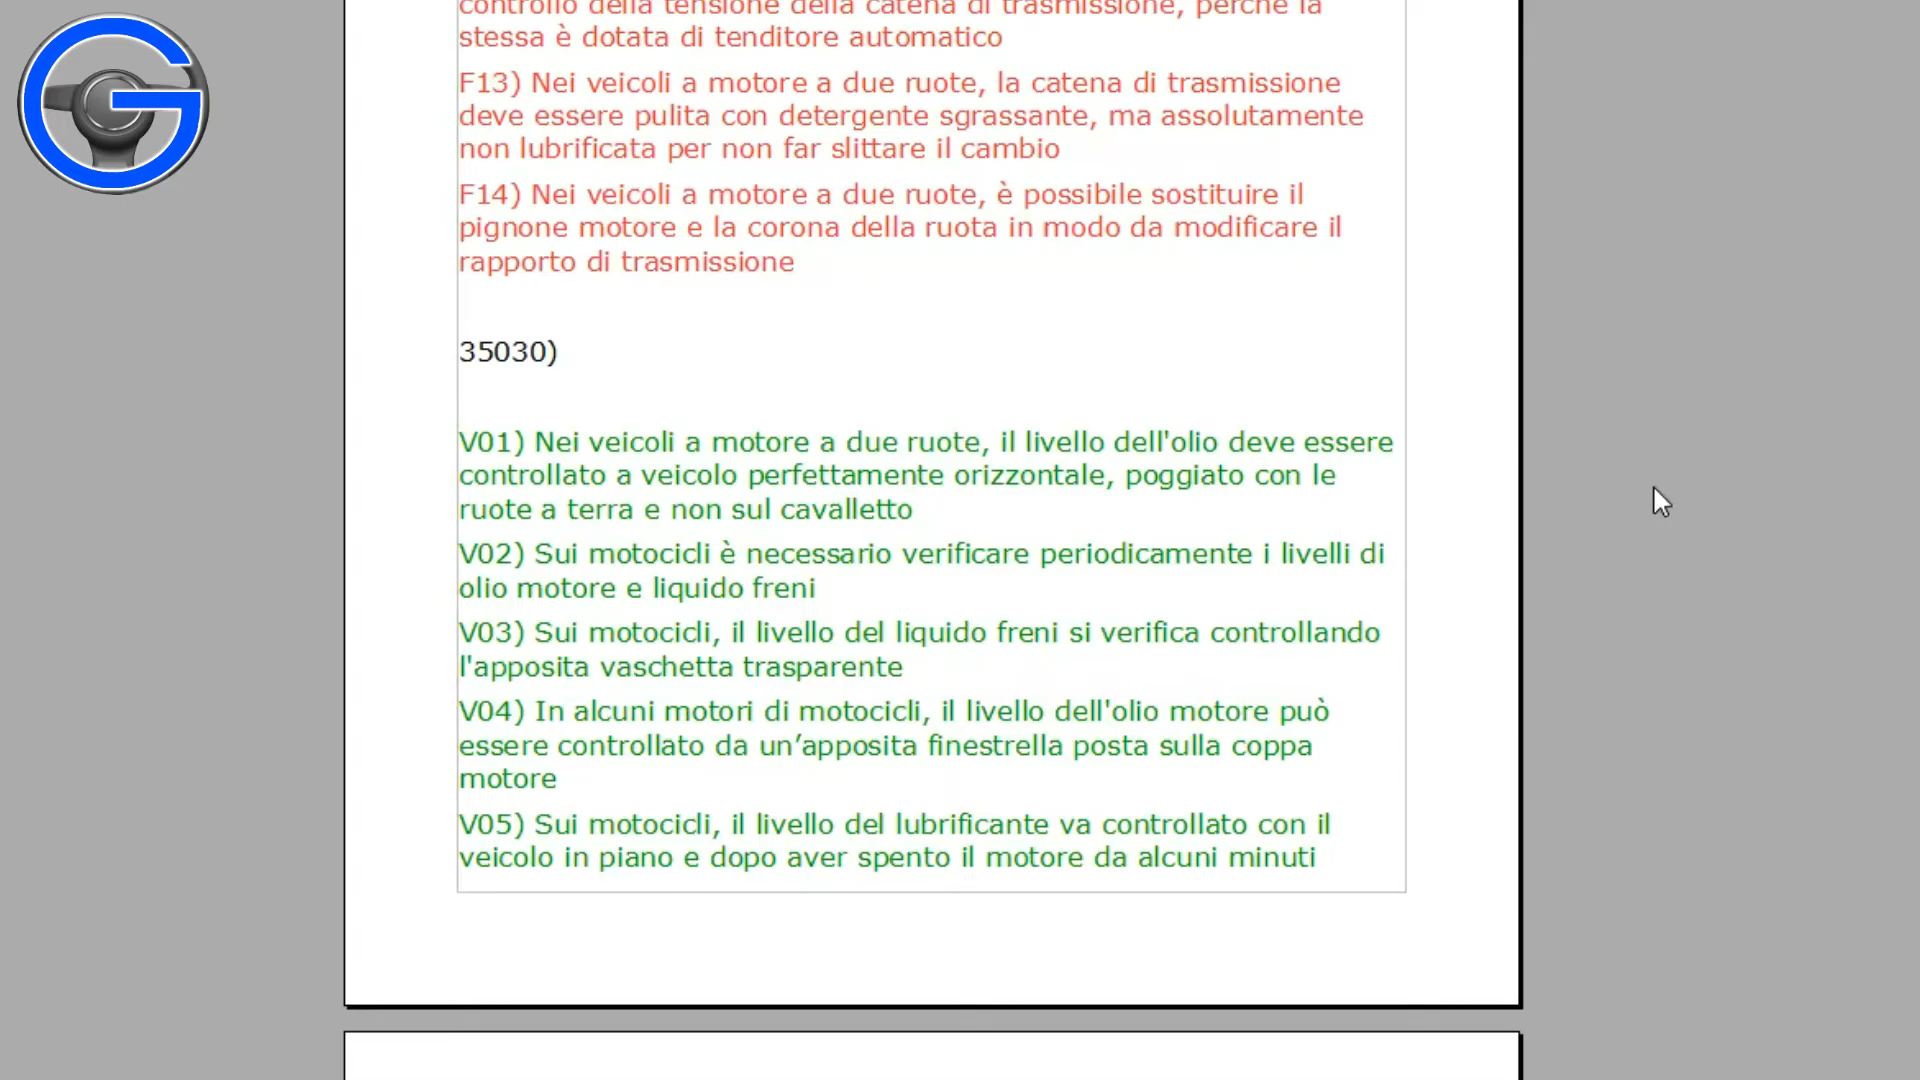 controllo della tensione della catena di trasmissione, perché la
stessa è dotata di tenditore automatico
F13) Nei veicoli a motore a due ruote, la catena di trasmissione
deve essere pulita con detergente sgrassante, ma assolutamente
non lubrificata per non far slittare il cambio
F14) Nei veicoli a motore a due ruote, è possibile sostituire il
pignone motore e la corona della ruota in modo da modificare il
rapporto di trasmissione
35030)
V01) Nei veicoli a motore a due ruote, il livello dell'olio deve essere
controllato a veicolo perfettamente orizzontale, poggiato con le
ruote a terra e non sul cavalletto
V02) Sui motocicli è necessario verificare periodicamente i livelli di
olio motore e liquido freni
V03) Sui motocicli, il livello del liquido freni si verifica controllando
l'apposita vaschetta trasparente
V04) In alcuni motori di motocicli, il livello dell'olio motore può
essere controllato da un’apposita finestrella posta sulla coppa
motore
V05) Sui motocicli, il livello del lubrificante va controllato con il
veicolo in piano e dopo aver spento il motore da alcuni minuti